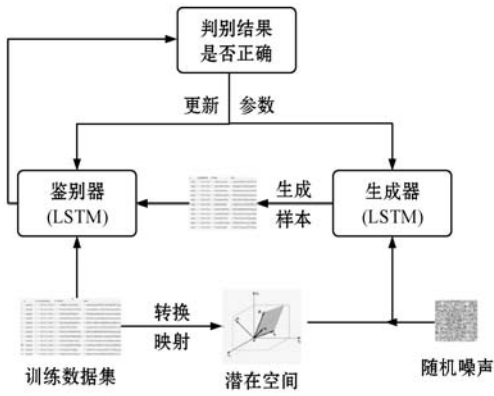 判别结果
是否正确
更新 参数
鉴别器
(LSTM)
生成
样本
生成器
(LSTM)
转换
映射
训练数据集
潜在空间
随机噪声